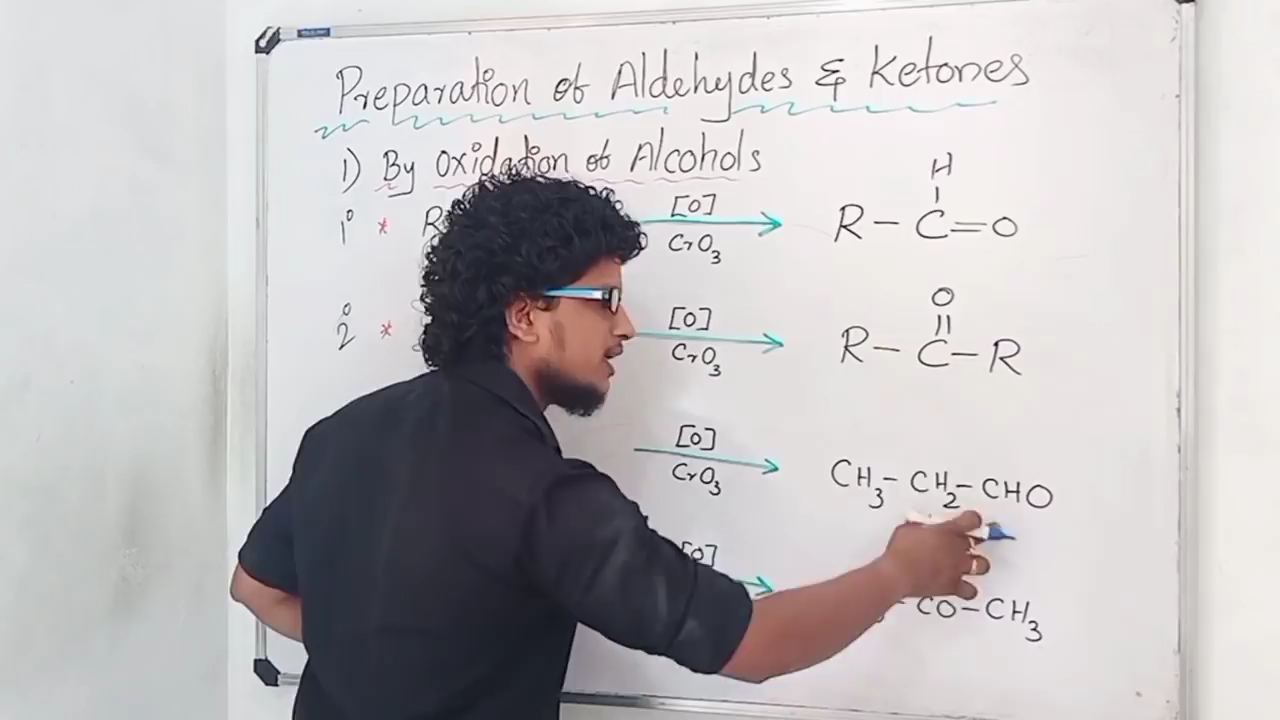 Preparation of Aldehydes & Ketones
1) By Oxidation of Alcohols
1° * R [O] CrO3 → R - C = O
H
2° * [O] CrO3 → R - C - R
O
[O] CrO3 → CH3 - CH2 - CHO
[O] → - CO - CH3